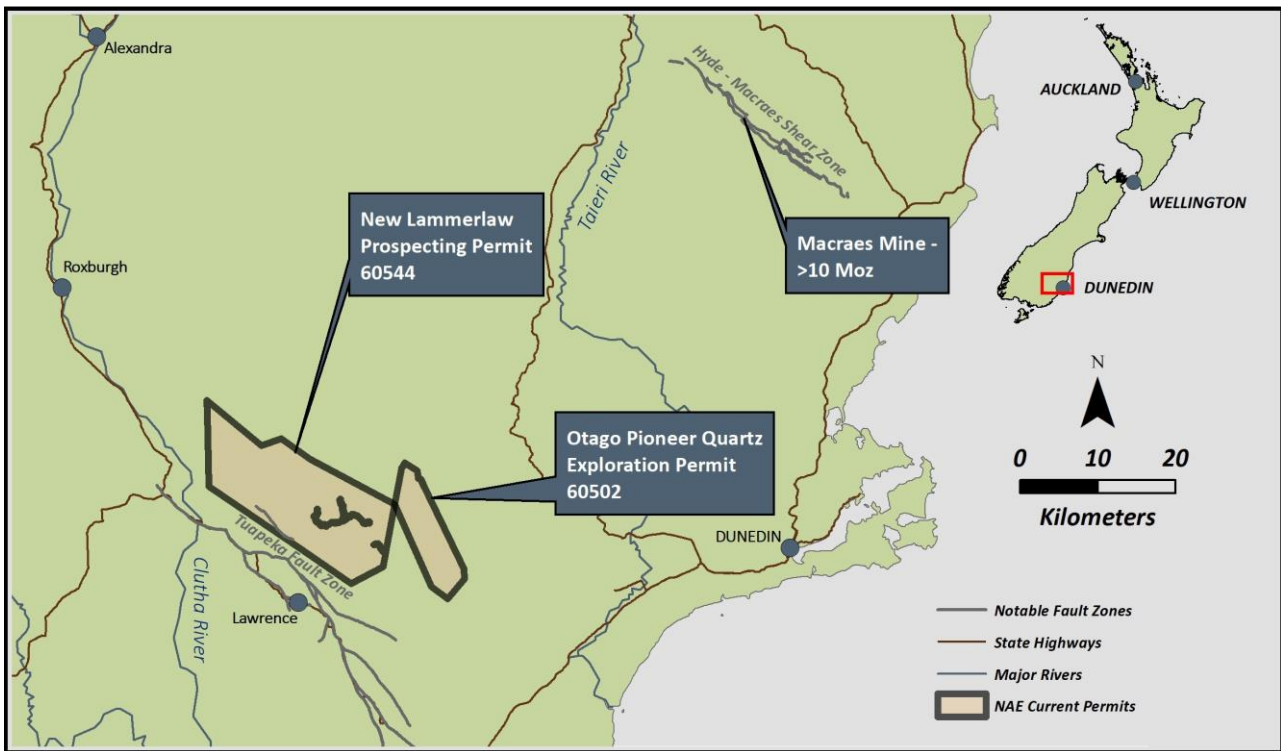 Alexandra
Hyde - Macraes Shear Zone
AUCKLAND
WELLINGTON
DUNEDIN
New Lammerlaw
Prospecting Permit
60544
Taieri River
Macraes Mine -
>10 Moz
Roxburgh
N
0 10 20
Kilometers
Otago Pioneer Quartz
Exploration Permit
60502
Tuapeka Fault Zone
DUNEDIN
Clutha River
Lawrence
Notable Fault Zones
State Highways
Major Rivers
NAE Current Permits